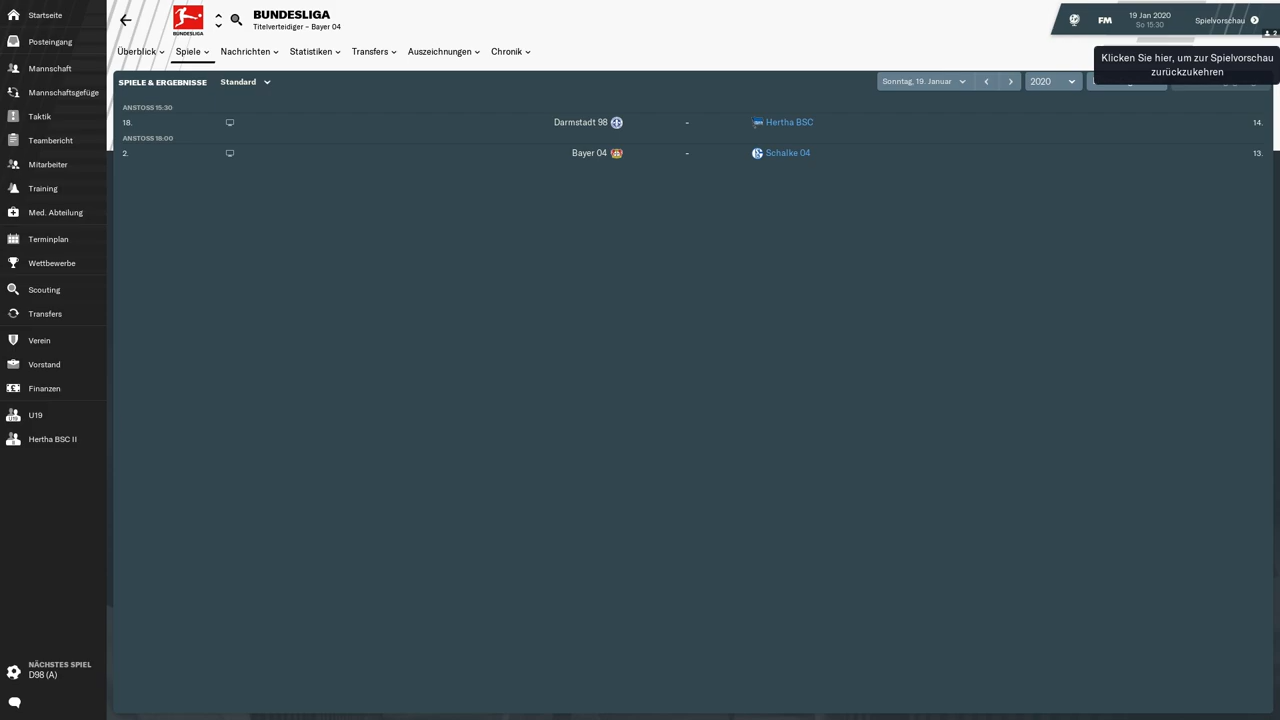 Startseite
Posteingang
Mannschaft
Mannschaftsgefüge
Taktik
Teambericht
Mitarbeiter
Training
Med. Abteilung
Terminplan
Wettbewerbe
Scouting
Transfers
Verein
Vorstand
Finanzen
U19
Hertha BSC II
NÄCHSTES SPIEL
D98 (A)
BUNDESLIGA
BUNDESLIGA
Titelverteidiger – Bayer 04
FM
19 Jan 2020
So 15:30
Spielvorschau
2
Überblick
Spiele
Nachrichten
Statistiken
Transfers
Auszeichnungen
Chronik
Klicken Sie hier, um zur Spielvorschau
zurückzukehren
SPIELE & ERGEBNISSE
Standard
Sonntag, 19. Januar
2020
ANSTOSS 15:30
18.
Darmstadt 98
-
Hertha BSC
14.
ANSTOSS 18:00
2.
Bayer 04
-
Schalke 04
13.